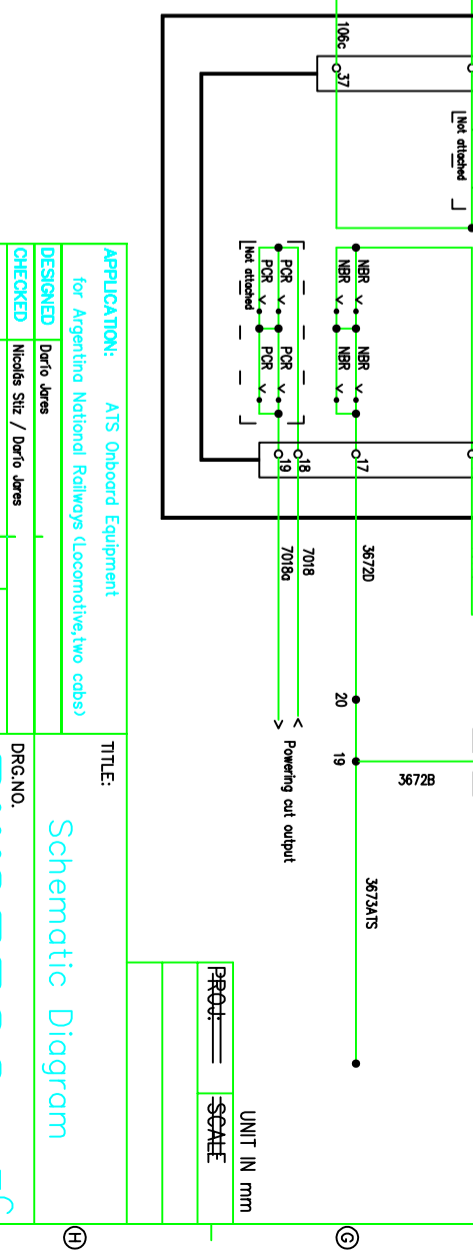 106c
37
Not attached
NBR
NBR
NBR
NBR
PCR
PCR
PCR
PCR
Not attached
17
18
19
3672D
7018
7018a
20
19
3672B
Powering cut output
3673ATS
UNIT IN mm
PROJ:
SCALE
G
H
APPLICATION: ATS Onboard Equipment
for Argentina National Railways (Locomotive,two cabs)
DESIGNED
Darío Jares
CHECKED
Nicolás Stiz / Darío Jares
TITLE:
Schematic Diagram
DRG.NO.